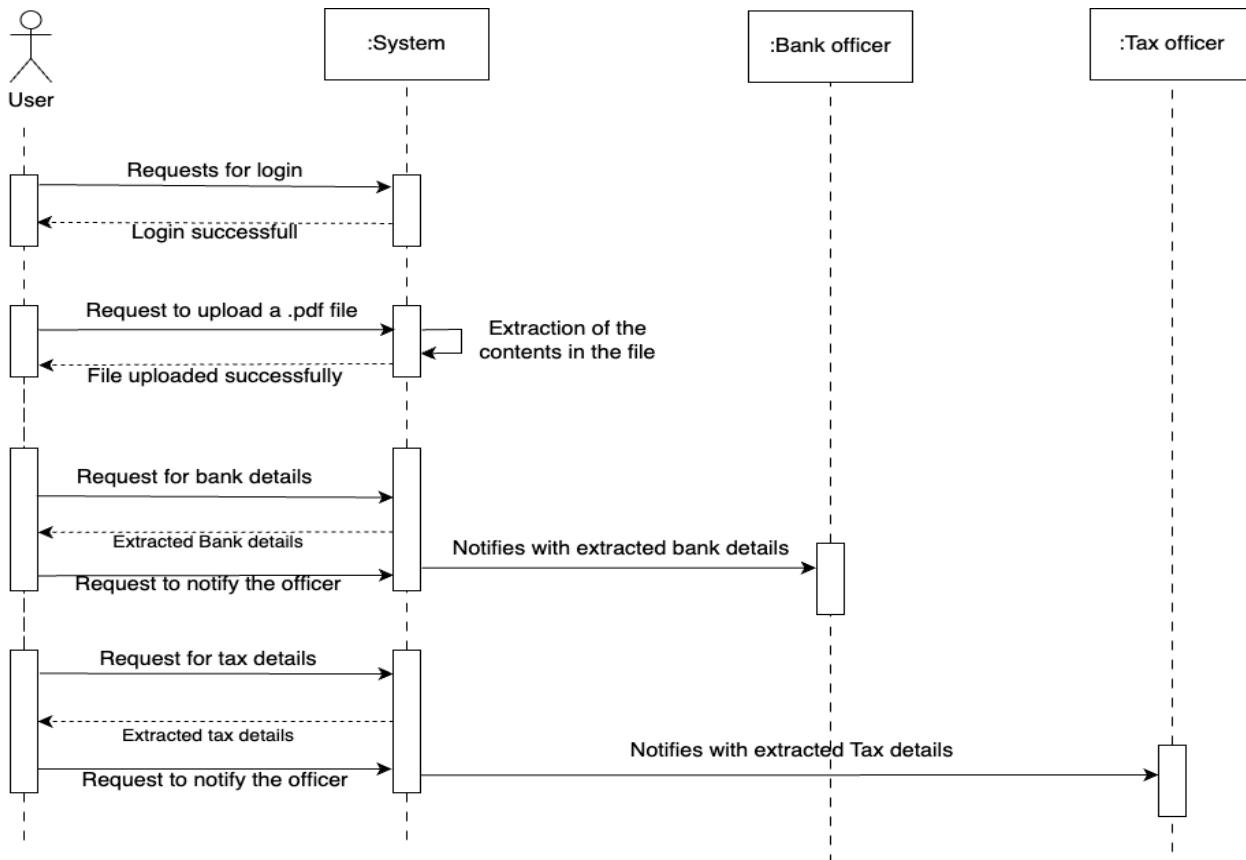 :System
:Bank officer
:Tax officer
User
Requests for login
Login successfull
Request to upload a .pdf file
Extraction of the
contents in the file
File uploaded successfully
Request for bank details
Extracted Bank details
Notifies with extracted bank details
Request to notify the officer
Request for tax details
Extracted tax details
Notifies with extracted Tax details
Request to notify the officer